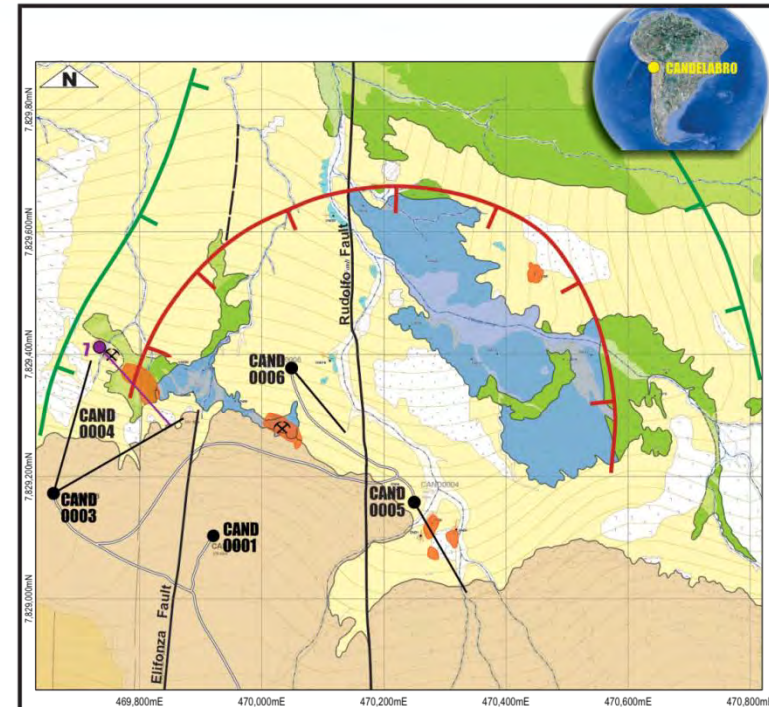 CANDELABRO
N
7,829,80mN
7,829,600mN
Rudolfo Fault
7,829,400mN
7
CAND
0006
CAND
0004
7,829,200mN
CAND0004
CAND
0005
CAND
0003
CAND
0001
7,829,000mN
Elifonza Fault
469,800mE
470,000mE
470,200mE
470,400mE
470,600mE
470,800mE